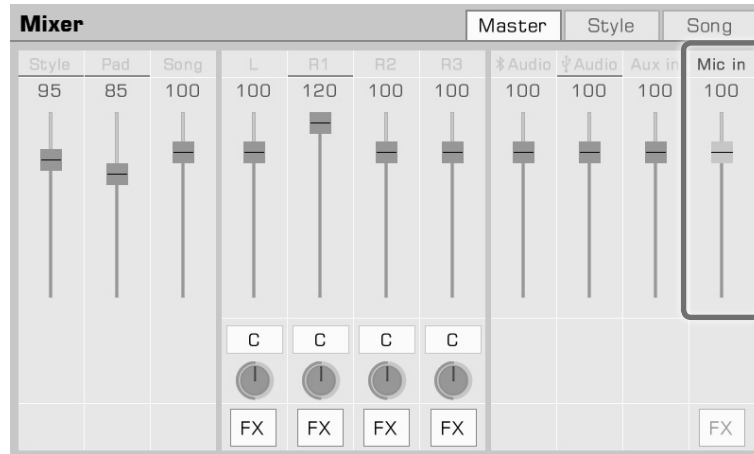 Mixer Master Style Song
Style Pad Song L R1 R2 R3 Audio Audio Aux in Mic in
95 85 100 100 120 100 100 100 100 100 100
C C C C
FX FX FX FX FX